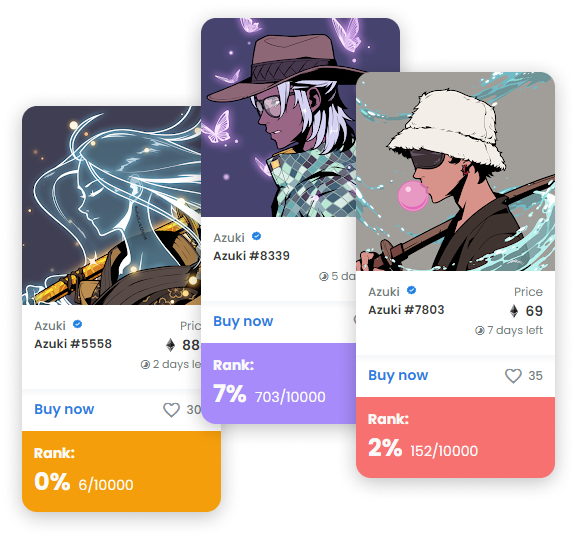 Azuki
Azuki #5558
Price
88
2 days left
Buy now
30
Rank:
0% 6/10000
Azuki
Azuki #8339
5 da
Buy now
Rank:
7% 703/10000
Azuki
Price
Azuki #7803
69
7 days left
Buy now
35
Rank:
2% 152/10000